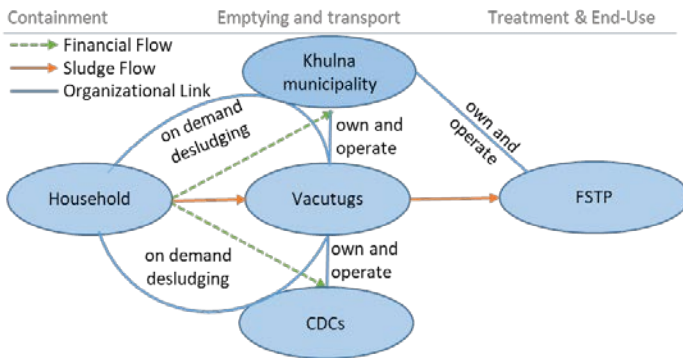 Containment
Emptying and transport
Treatment & End-Use
Financial Flow
Sludge Flow
Organizational Link
Khulna
municipality
on demand
desludging
own and
operate
own and
operate
Household
Vacutugs
FSTP
on demand
desludging
own and
operate
CDCs